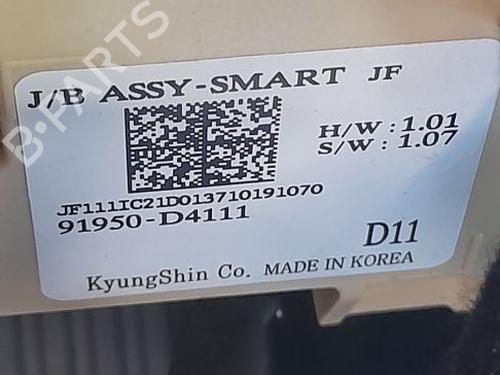 J/B ASSY-SMART JF
H/W : 1.01
S/W : 1.07
JF111IC21D013710191070
91950-D4111
D11
KyungShin Co. MADE IN KOREA
B-PARTS